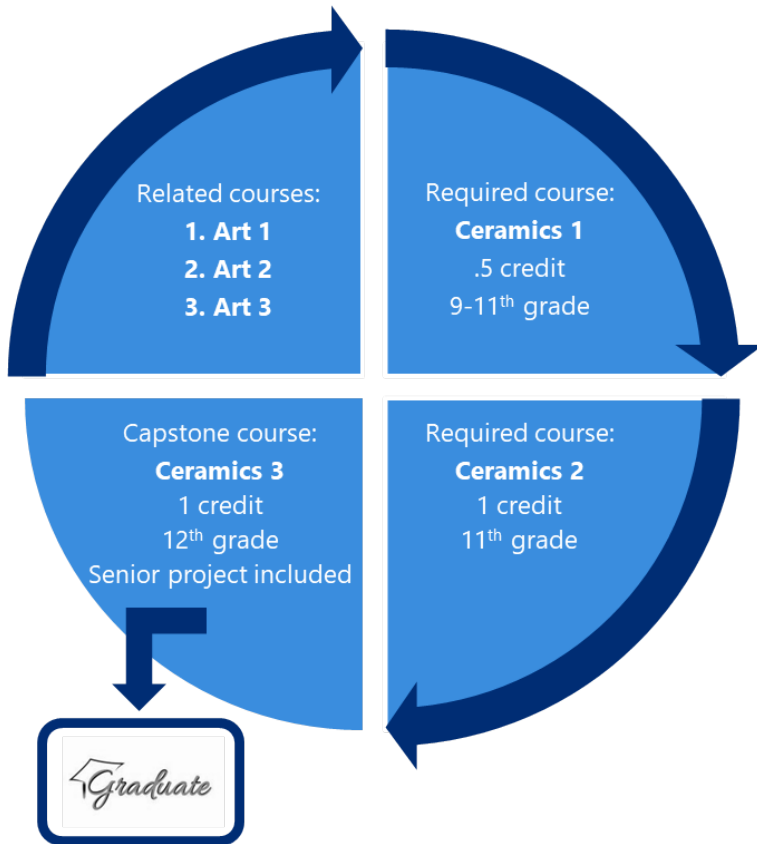 Related courses:
1. Art 1
2. Art 2
3. Art 3
Required course:
Ceramics 1
.5 credit
9-11th grade
Required course:
Ceramics 2
1 credit
11th grade
Capstone course:
Ceramics 3
1 credit
12th grade
Senior project included
Graduate